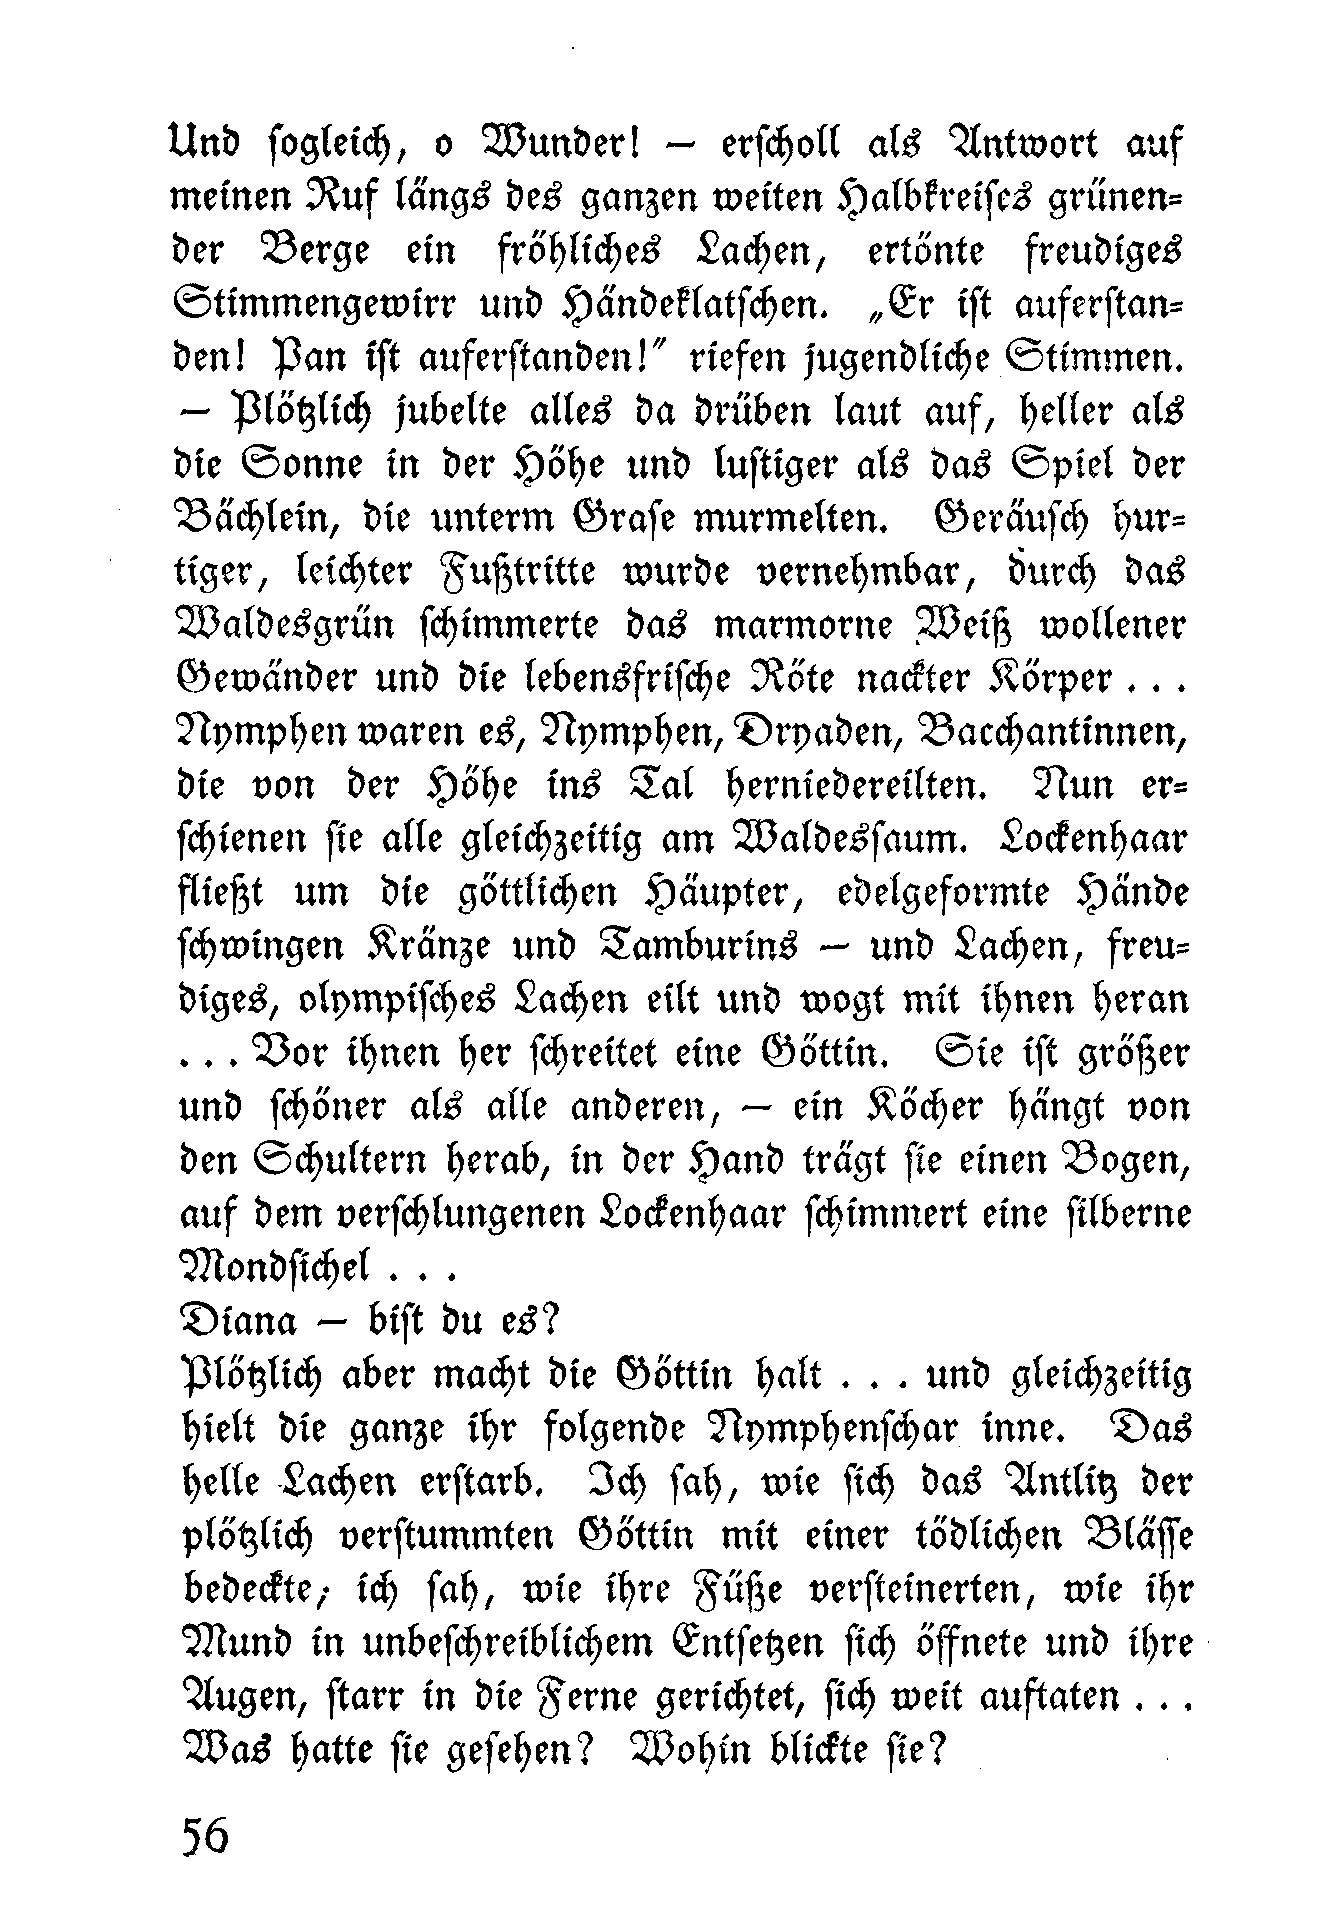 Und sogleich, o Wunder! — erscholl als Antwort auf
meinen Ruf längs des ganzen weiten Halbkreises grünen=
der Berge ein fröhliches Lachen, ertönte freudiges
Stimmengewirr und Händeklatschen. „Er ist auferstan=
den! Pan ist auferstanden!" riefen jugendliche Stimmen.
— Plötzlich jubelte alles da drüben laut auf, heller als
die Sonne in der Höhe und lustiger als das Spiel der
Bächlein, die unterm Grase murmelten. Geräusch hur=
tiger, leichter Fußtritte wurde vernehmbar, durch das
Waldesgrün schimmerte das marmorne Weiß wollener
Gewänder und die lebensfrische Röte nackter Körper . . .
Nymphen waren es, Nymphen, Dryaden, Bacchantinnen,
die von der Höhe ins Tal herniedereilten. Nun er=
schienen sie alle gleichzeitig am Waldessaum. Lockenhaar
fließt um die göttlichen Häupter, edelgeformte Hände
schwingen Kränze und Tamburins — und Lachen, freu=
diges, olympisches Lachen eilt und wogt mit ihnen heran
. . . Vor ihnen her schreitet eine Göttin. Sie ist größer
und schöner als alle anderen, — ein Köcher hängt von
den Schultern herab, in der Hand trägt sie einen Bogen,
auf dem verschlungenen Lockenhaar schimmert eine silberne
Mondsichel . . .
Diana — bist du es?
Plötzlich aber macht die Göttin halt . . . und gleichzeitig
hielt die ganze ihr folgende Nymphenschar inne. Das
helle Lachen erstarb. Ich sah, wie sich das Antlitz der
plötzlich verstummten Göttin mit einer tödlichen Blässe
bedeckte; ich sah, wie ihre Füße versteinerten, wie ihr
Mund in unbeschreiblichem Entsetzen sich öffnete und ihre
Augen, starr in die Ferne gerichtet, sich weit auftaten . . .
Was hatte sie gesehen? Wohin blickte sie?
56